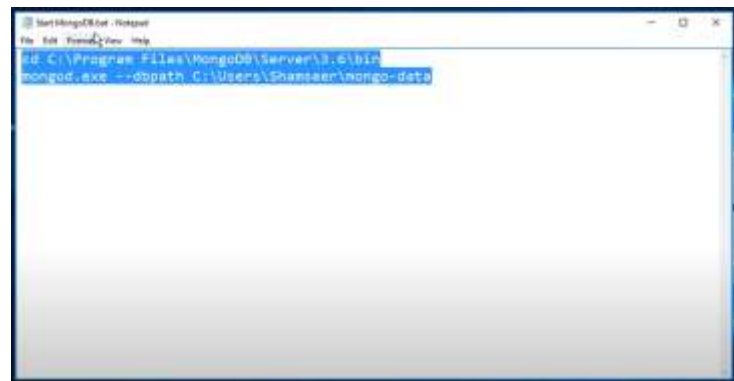 Start MongoDB.bat - Notepad
File Edit Format View Help
cd C:\Program Files\MongoDB\Server\3.6\bin
mongod.exe --dbpath C:\Users\Shamseer\mongo-data